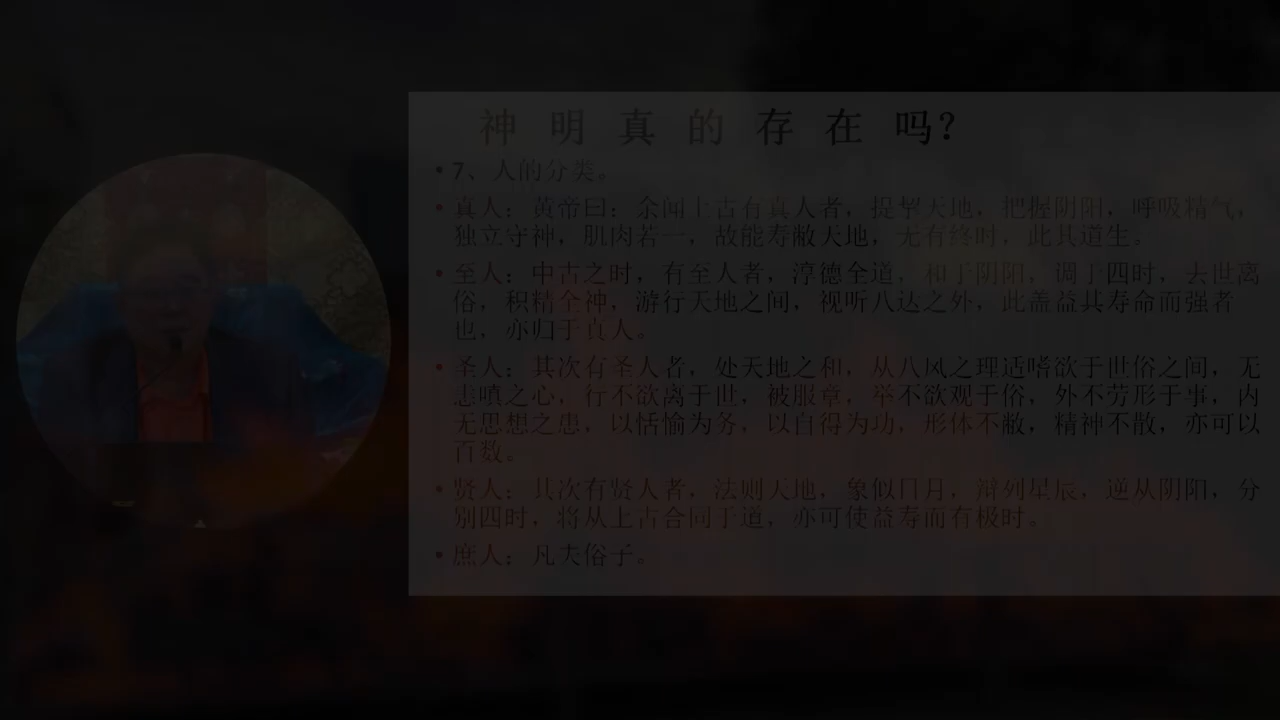 神明真的存在吗？
• 7、人的分类。
• 真人：黄帝曰：余闻上古有真人者，提挈天地，把握阴阳，呼吸精气，
独立守神，肌肉若一，故能寿敝天地，无有终时，此其道生。
• 至人：中古之时，有至人者，淳德全道，和于阴阳，调于四时，去世离
俗，积精全神，游行天地之间，视听八达之外，此盖益其寿命而强者
也，亦归于真人。
• 圣人：其次有圣人者，处天地之和，从八风之理适嗜欲于世俗之间，无
恚嗔之心，行不欲离于世，被服章，举不欲观于俗，外不劳形于事，内
无思想之患，以恬愉为务，以自得为功，形体不敝，精神不散，亦可以
百数。
• 贤人：其次有贤人者，法则天地，象似日月，辩列星辰，逆从阴阳，分
别四时，将从上古合同于道，亦可使益寿而有极时。
• 庶人：凡夫俗子。